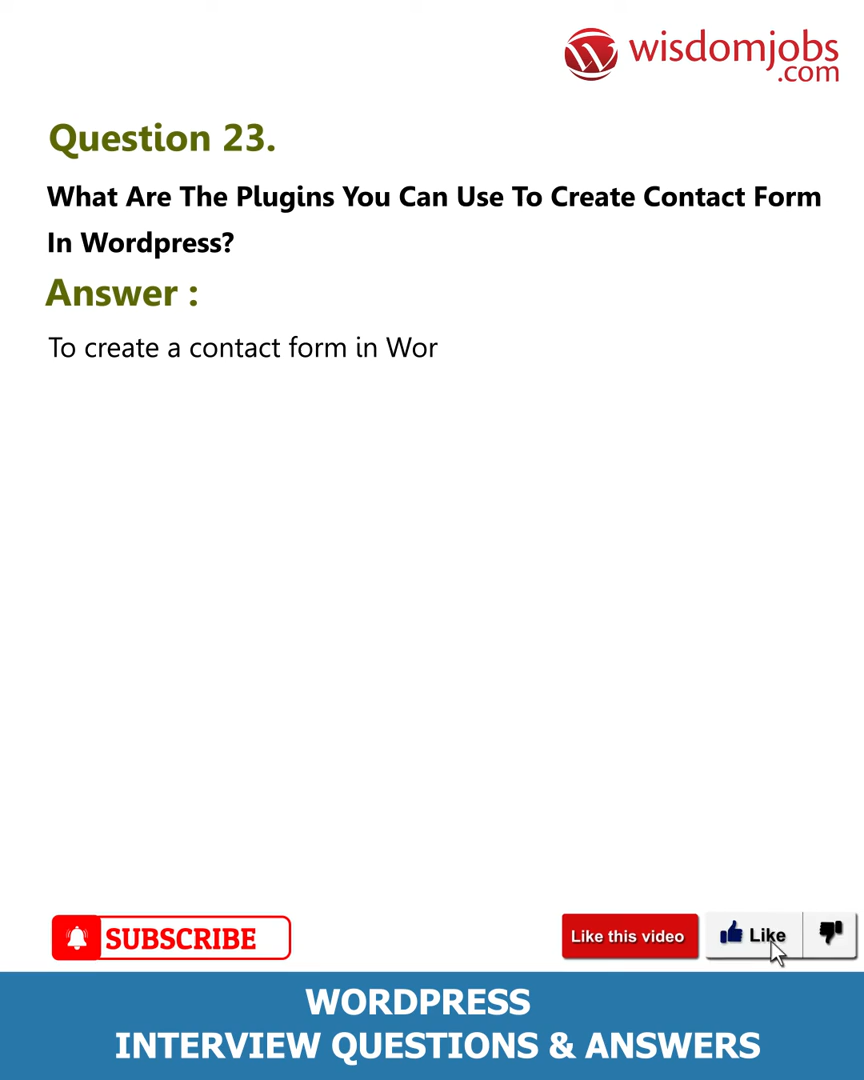 wisdomjobs
.com
Question 23.
What Are The Plugins You Can Use To Create Contact Form
In Wordpress?
Answer :
To create a contact form in Wor
SUBSCRIBE
Like this video
Like
WORDPRESS
INTERVIEW QUESTIONS & ANSWERS